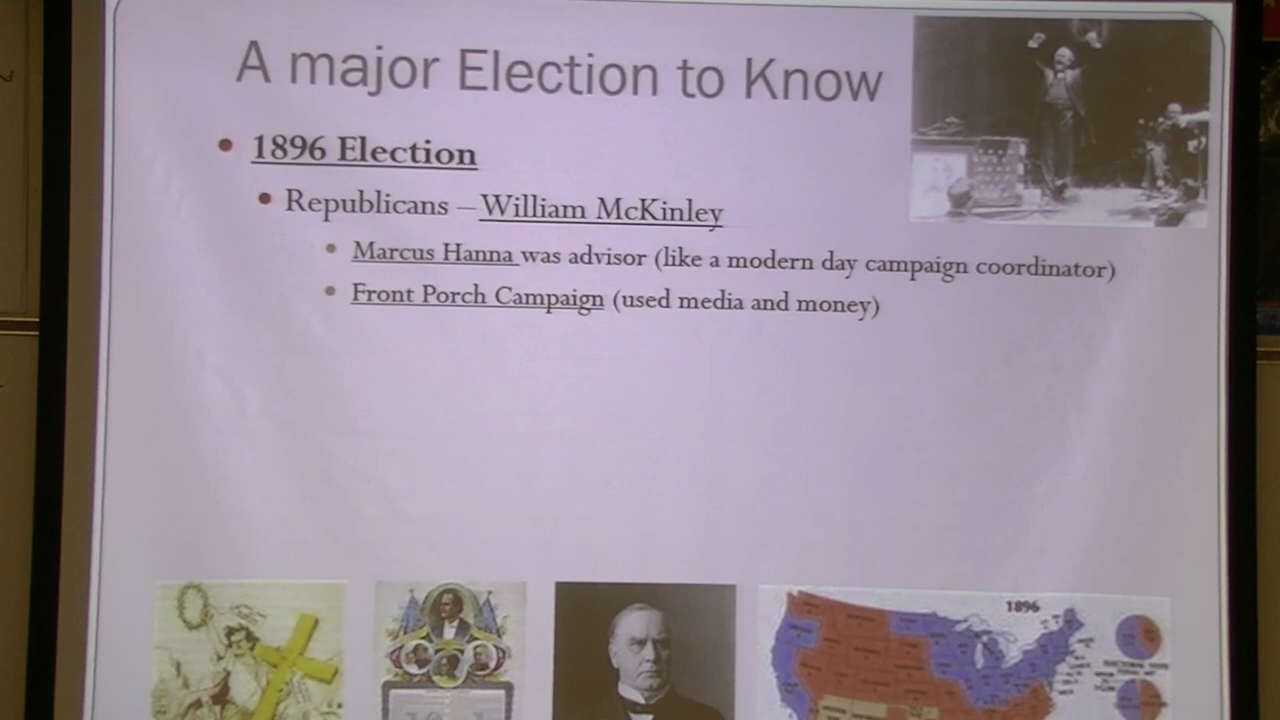 A major Election to Know
1896 Election
Republicans – William McKinley
Marcus Hanna was advisor (like a modern day campaign coordinator)
Front Porch Campaign (used media and money)
1896